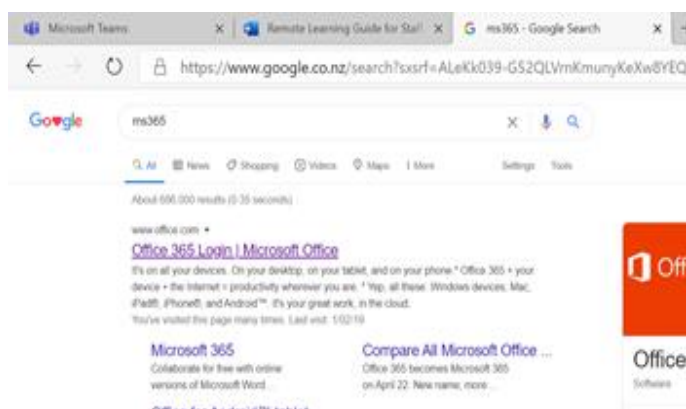 Microsoft Teams
Remote Learning Guide for Staf
ms365 - Google Search
https://www.google.co.nz/search?sxsrf=ALeKk039-GS2QLVmKmunyKeXw8YEQ
Google
ms365
All News Shopping Videos Maps More Settings Tools
About 666,000 results (0.35 seconds)
www.office.com
Office 365 Login | Microsoft Office
It's on all your devices. On your desktop, on your tablet, and on your phone * Office 365 + your
device + the Internet = productivity wherever you are. * Yep, all these: Windows devices, Mac,
iPad®, iPhone®, and Android™. It's your great work, in the cloud.
You've visited this page many times. Last visit:
Microsoft 365
Collaborate for free with online
versions of Microsoft Word
Compare All Microsoft Office ...
Office 365 becomes Microsoft 365
on April 22. New name, more
Off
Office
Software